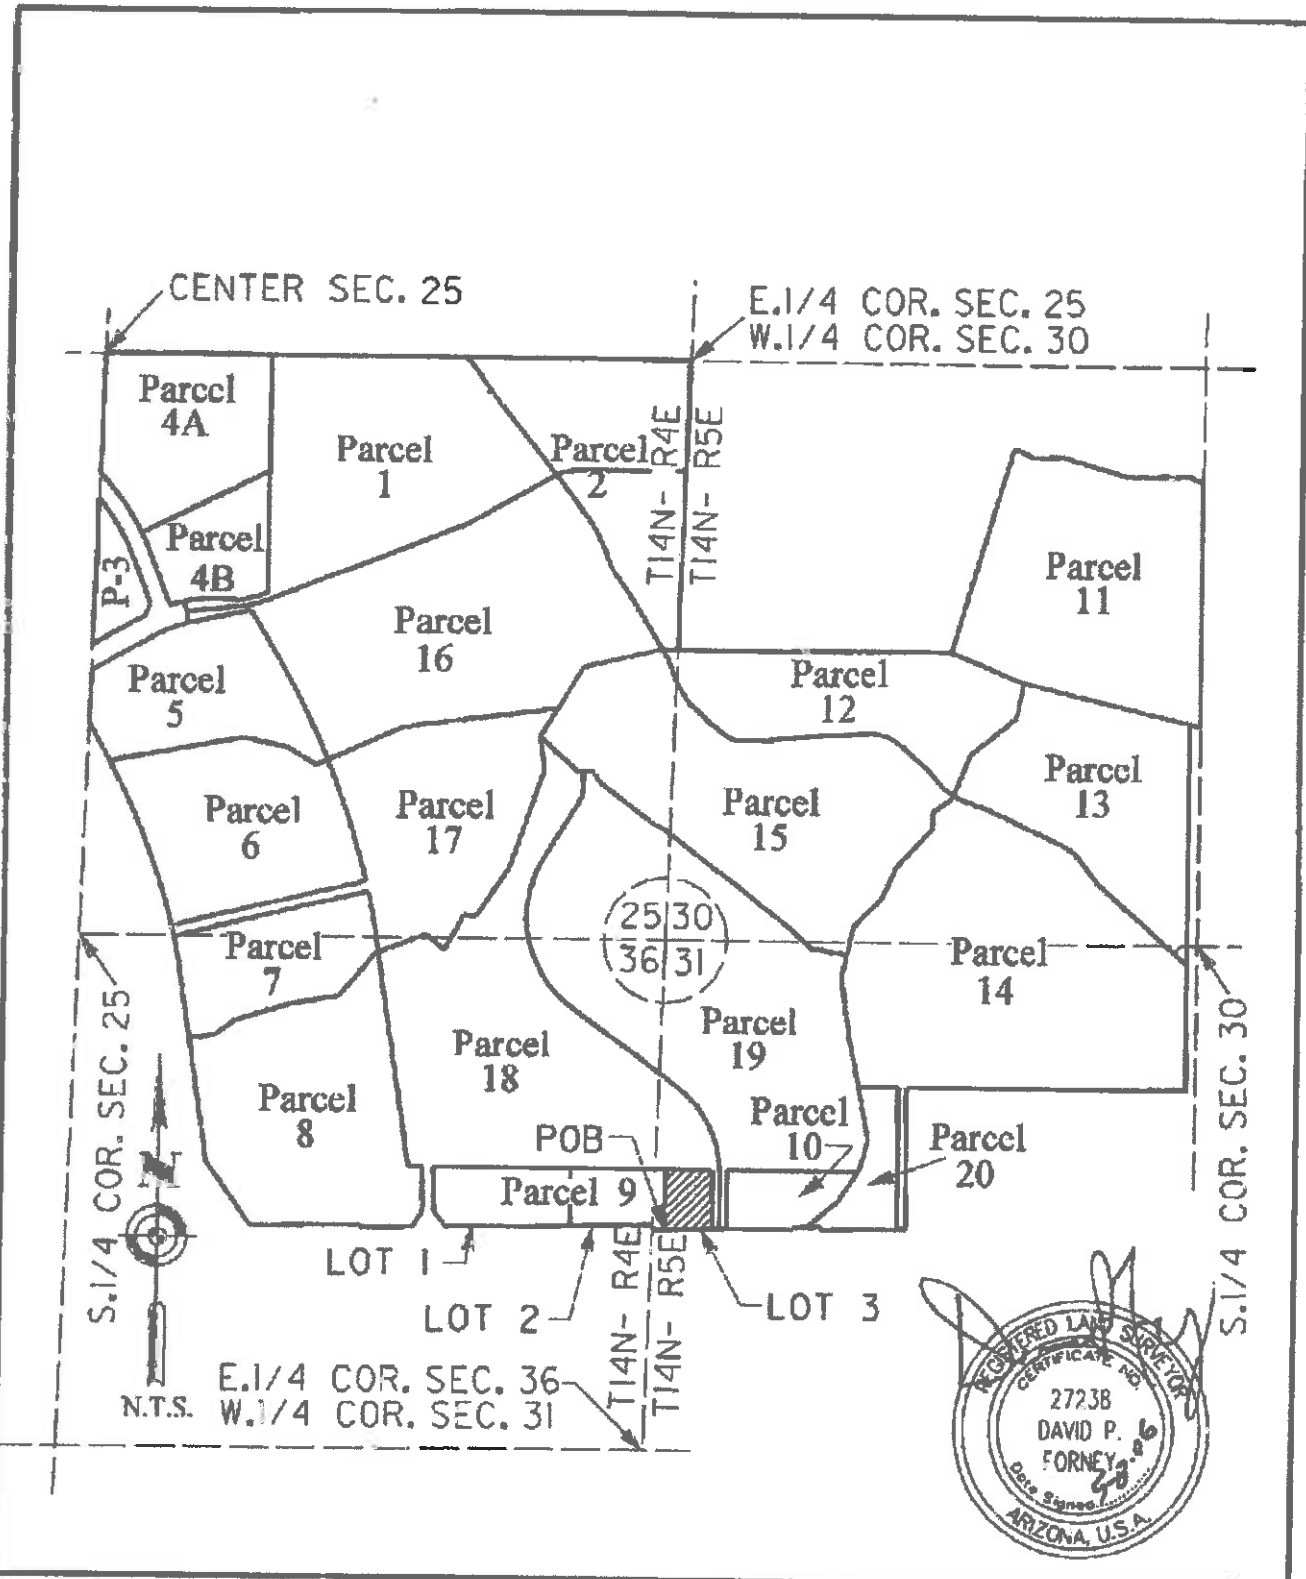 CENTER SEC. 25
E.1/4 COR. SEC. 25
W.1/4 COR. SEC. 30
Parcel
4A
Parcel
1
Parcel
2
T14N- R4E
T14N- R5E
Parcel
4B
P-3
Parcel
11
Parcel
16
Parcel
5
Parcel
12
Parcel
6
Parcel
17
Parcel
15
Parcel
13
25 30
36 31
Parcel
7
Parcel
14
Parcel
18
Parcel
19
Parcel
8
Parcel
10
POB
Parcel
20
Parcel 9
S.1/4 COR. SEC. 25
S.1/4 COR. SEC. 30
N
LOT 1
LOT 2
LOT 3
T14N- R4E
T14N- R5E
N.T.S.
E.1/4 COR. SEC. 36
W.1/4 COR. SEC. 31
REGISTERED LAND SURVEYOR
CERTIFICATE NO.
27238
DAVID P.
FORNEY
Date Signed
ARIZONA, U.S.A.